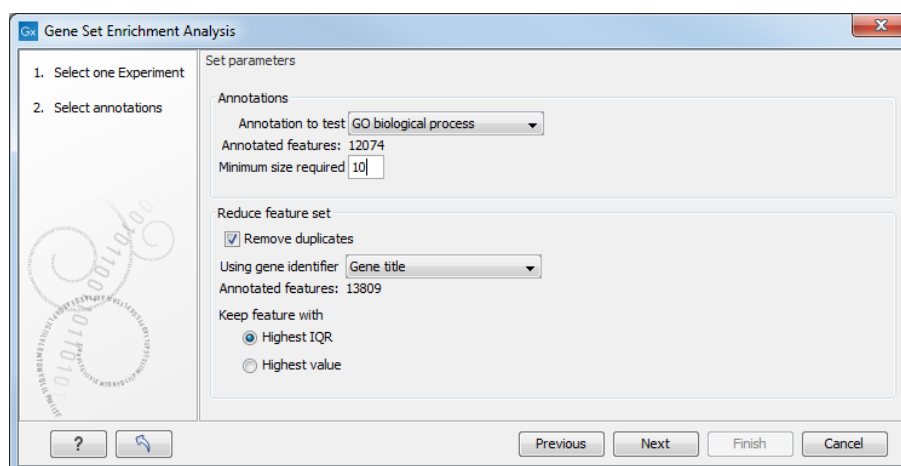 Gx Gene Set Enrichment Analysis
1. Select one Experiment
2. Select annotations
Set parameters
Annotations
Annotation to test GO biological process
Annotated features: 12074
Minimum size required 10
Reduce feature set
Remove duplicates
Using gene identifier Gene title
Annotated features: 13809
Keep feature with
Highest IQR
Highest value
?
Previous Next Finish Cancel